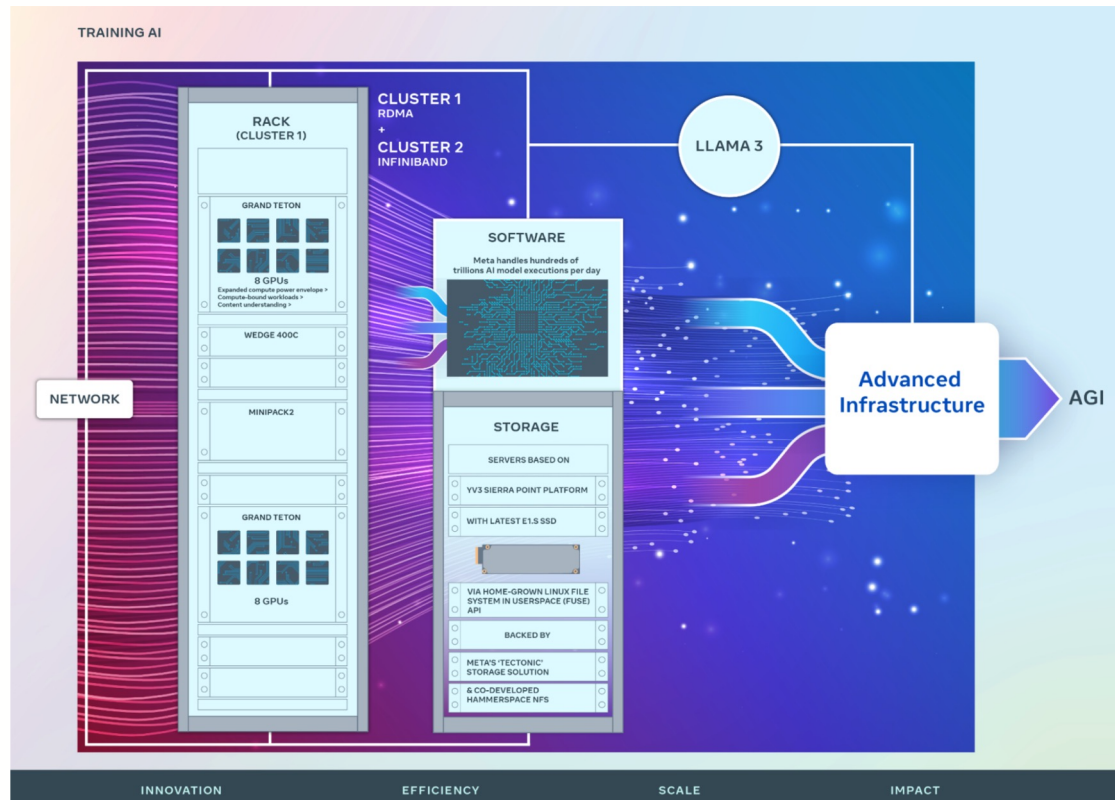 TRAINING AI
CLUSTER 1
RDMA
+
CLUSTER 2
INFINIBAND
RACK
(CLUSTER 1)
GRAND TETON
8 GPUs
Expanded compute power envelope >
Compute-bound workloads >
Content understanding >
WEDGE 400C
MINIPACK2
GRAND TETON
8 GPUs
NETWORK
SOFTWARE
Meta handles hundreds of
trillions AI model executions per day
STORAGE
SERVERS BASED ON
YV3 SIERRA POINT PLATFORM
WITH LATEST E1.S SSD
VIA HOME-GROWN LINUX FILE
SYSTEM IN USERSPACE (FUSE)
API
BACKED BY
META'S 'TECTONIC'
STORAGE SOLUTION
& CO-DEVELOPED
HAMMERSPACE NFS
LLAMA 3
Advanced
Infrastructure
AGI
INNOVATION
EFFICIENCY
SCALE
IMPACT